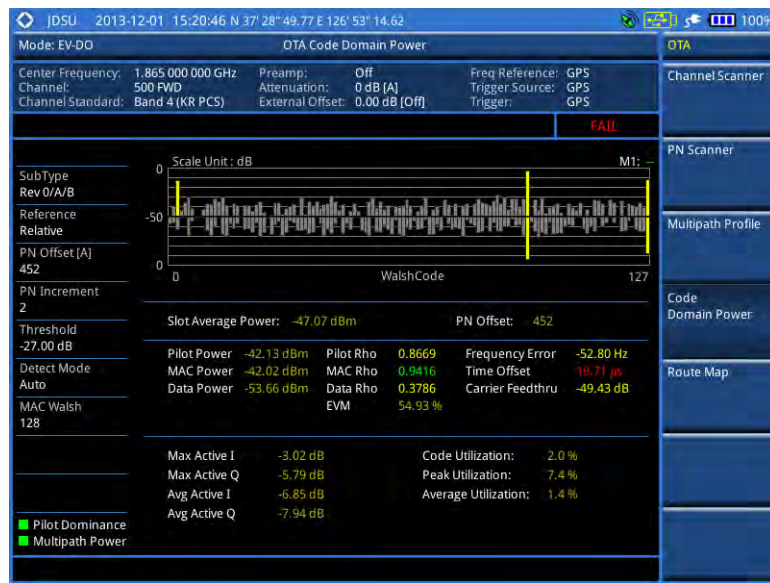 JDSU 2013-12-01 15:20:46 N 37' 28" 49.77 E 126' 53" 14.62 100%
Mode: EV-DO OTA Code Domain Power OTA
Center Frequency: 1.865 000 000 GHz Preamp: Off Freq Reference: GPS
Channel: 500 FWD Attenuation: 0 dB [A] Trigger Source: GPS
Channel Standard: Band 4 (KR PCS) External Offset: 0.00 dB [Off] Trigger: GPS
FAIL
Channel Scanner
PN Scanner
Multipath Profile
Code
Domain Power
Route Map
SubType
Rev 0/A/B
Reference
Relative
PN Offset [A]
452
PN Increment
2
Threshold
-27.00 dB
Detect Mode
Auto
MAC Walsh
128
Pilot Dominance
Multipath Power
Scale Unit : dB M1: --
0
-50
0
0 WalshCode 127
Slot Average Power: -47.07 dBm PN Offset: 452
Pilot Power -42.13 dBm Pilot Rho 0.8669 Frequency Error -52.80 Hz
MAC Power -42.02 dBm MAC Rho 0.9416 Time Offset 19.71 µs
Data Power -53.66 dBm Data Rho 0.3786 Carrier Feedthru -49.43 dB
EVM 54.93 %
Max Active I -3.02 dB Code Utilization: 2.0 %
Max Active Q -5.79 dB Peak Utilization: 7.4 %
Avg Active I -6.85 dB Average Utilization: 1.4 %
Avg Active Q -7.94 dB